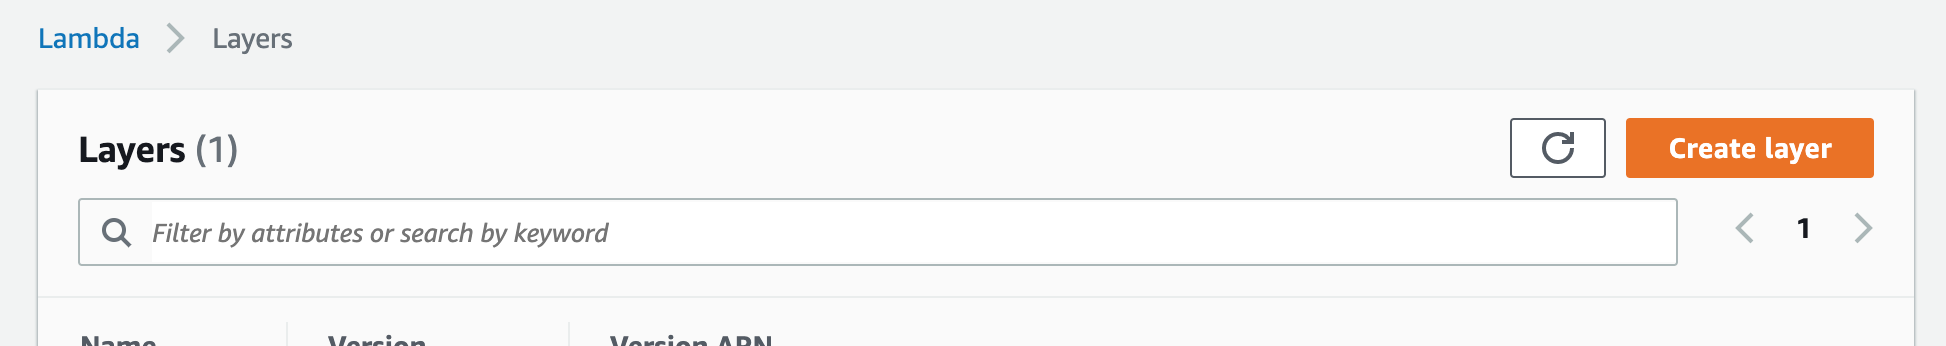 Lambda > Layers
Layers (1)
Create layer
Filter by attributes or search by keyword
1
Name Version Version ARN